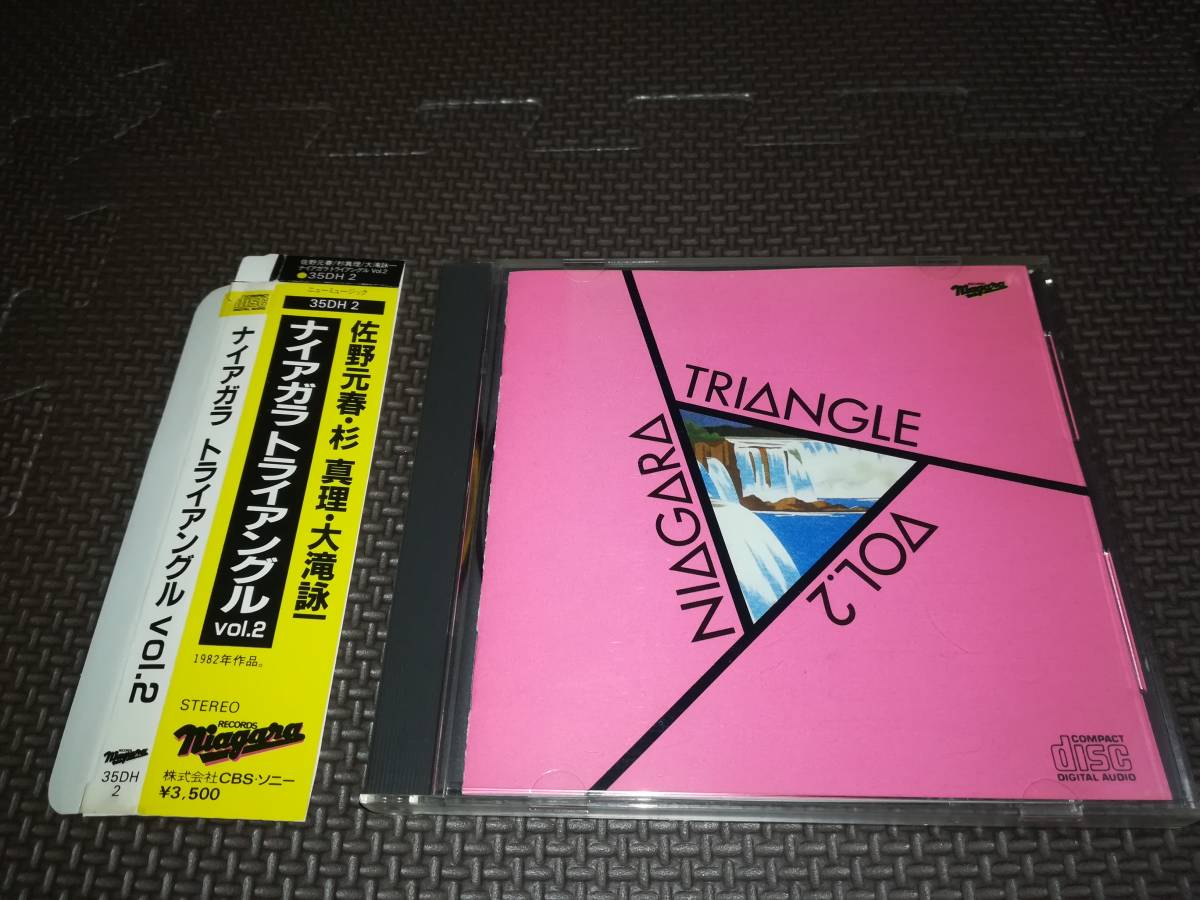 佐野元春/杉真理/大滝詠一
ナイアガラトライアングル Vol.2
●35DH 2
ニューミュージック
35DH 2
佐野元春・杉 真理・大滝詠一
ナイアガラ トライアングル vol.2
1982年作品。
STEREO
RECORDS
Niagara
株式会社CBS・ソニー
¥3,500
disc
ナイアガラ トライアングル vol.2
Niagara
35DH
2
Niagara
TRIANGLE
NIAGARA
VOL.2
COMPACT
disc
DIGITAL AUDIO